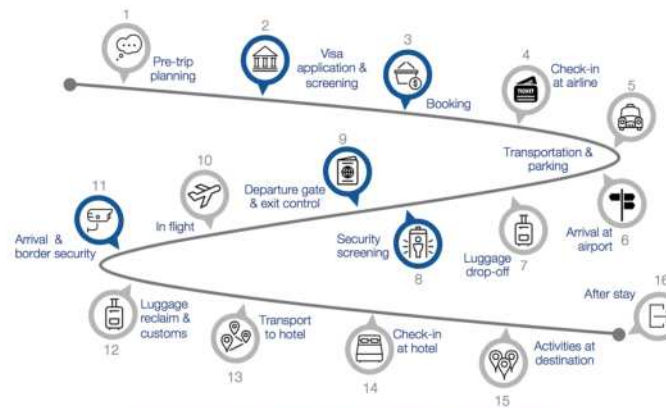 1
Pre-trip
planning
2
Visa
application &
screening
3
Booking
4
TICKET
Check-in
at airline
5
Transportation &
parking
6
Arrival at
airport
7
Luggage
drop-off
8
Security
screening
9
Departure gate
& exit control
10
In flight
11
Arrival &
border security
12
Luggage
reclaim &
customs
13
Transport
to hotel
14
Check-in
at hotel
15
Activities at
destination
16
After stay